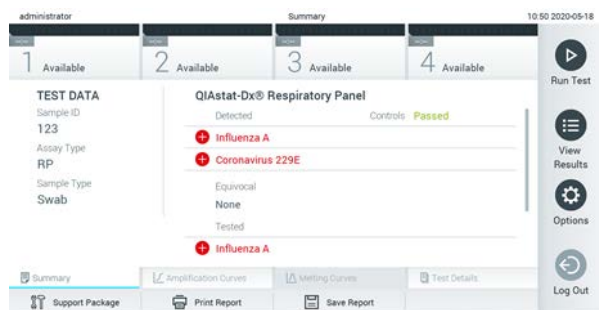 administrator Summary 10:50 2020-05-18
1 Available 2 Available 3 Available 4 Available
Run Test
TEST DATA
Sample ID
123
Assay Type
RP
Sample Type
Swab
QIAstat-Dx® Respiratory Panel
Detected Controls Passed
Influenza A
Coronavirus 229E
Equivocal
None
Tested
Influenza A
View
Results
Options
Log Out
Summary Amplification Curves Melting Curves Test Details
Support Package Print Report Save Report